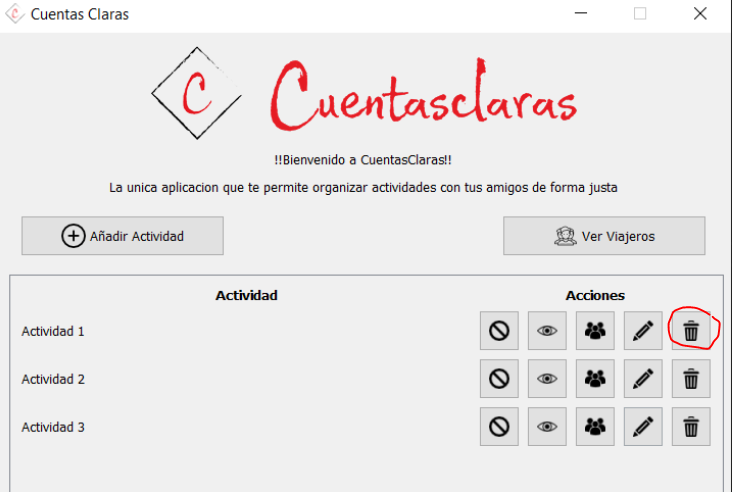 Cuentas Claras
C
Cuentasclaras
!!Bienvenido a CuentasClaras!!
La unica aplicacion que te permite organizar actividades con tus amigos de forma justa
Añadir Actividad
Ver Viajeros
Actividad Acciones
Actividad 1
Actividad 2
Actividad 3